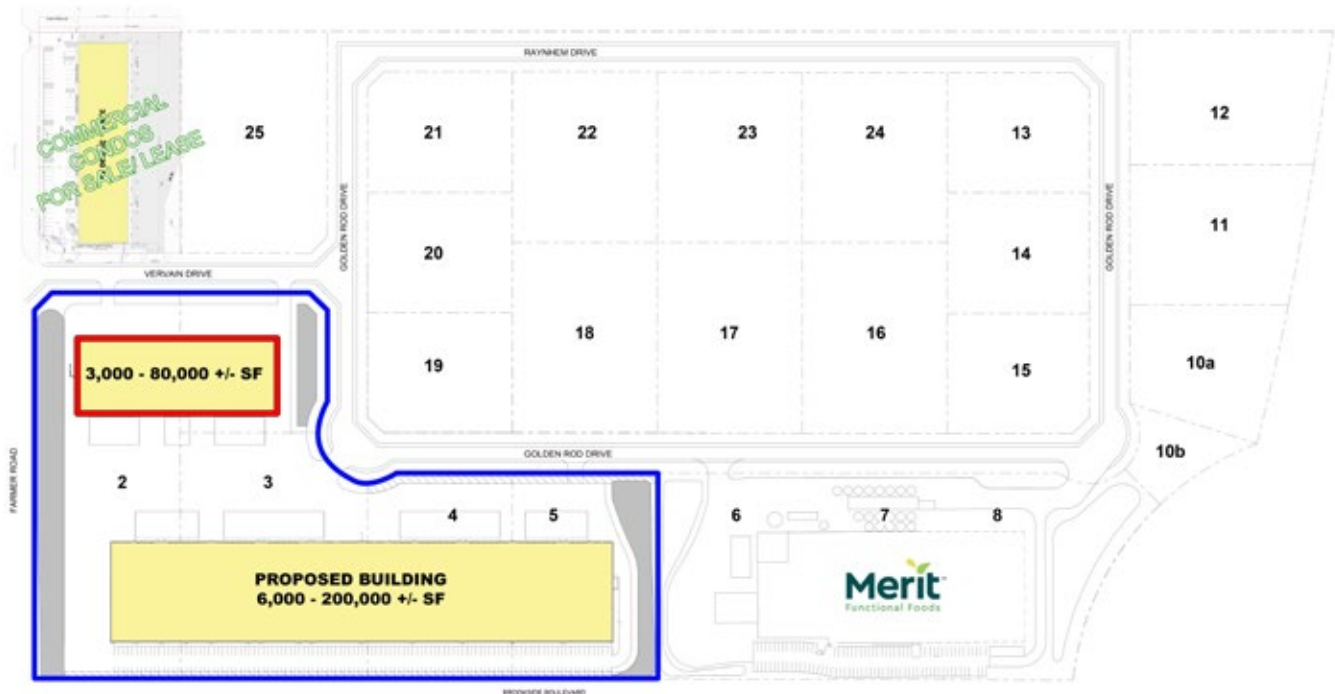 RAYNHEM DRIVE
COMMERCIAL
CONDOS
FOR SALE/ LEASE
25
21
22
23
24
13
12
GOLDEN ROD DRIVE
GOLDEN ROD DRIVE
20
14
11
VERVAIN DRIVE
18
17
16
19
15
10a
3,000 - 80,000 +/- SF
GOLDEN ROD DRIVE
10b
FARMER ROAD
2
3
4
5
6
7
8
PROPOSED BUILDING
6,000 - 200,000 +/- SF
Merit
Functional Foods
BROOKSIDE BOULEVARD